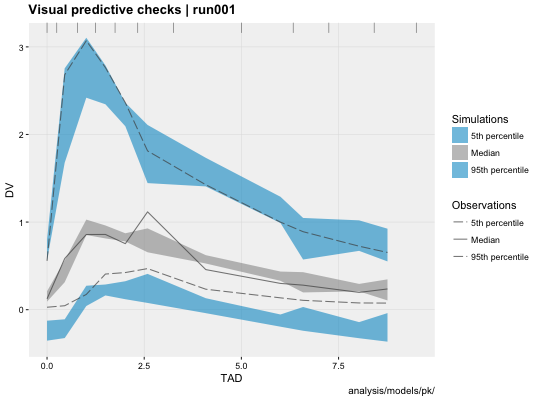 Visual predictive checks | run001
DV
3
2
1
0
0.0 2.5 5.0 7.5
TAD
Simulations
5th percentile
Median
95th percentile
Observations
5th percentile
Median
95th percentile
analysis/models/pk/